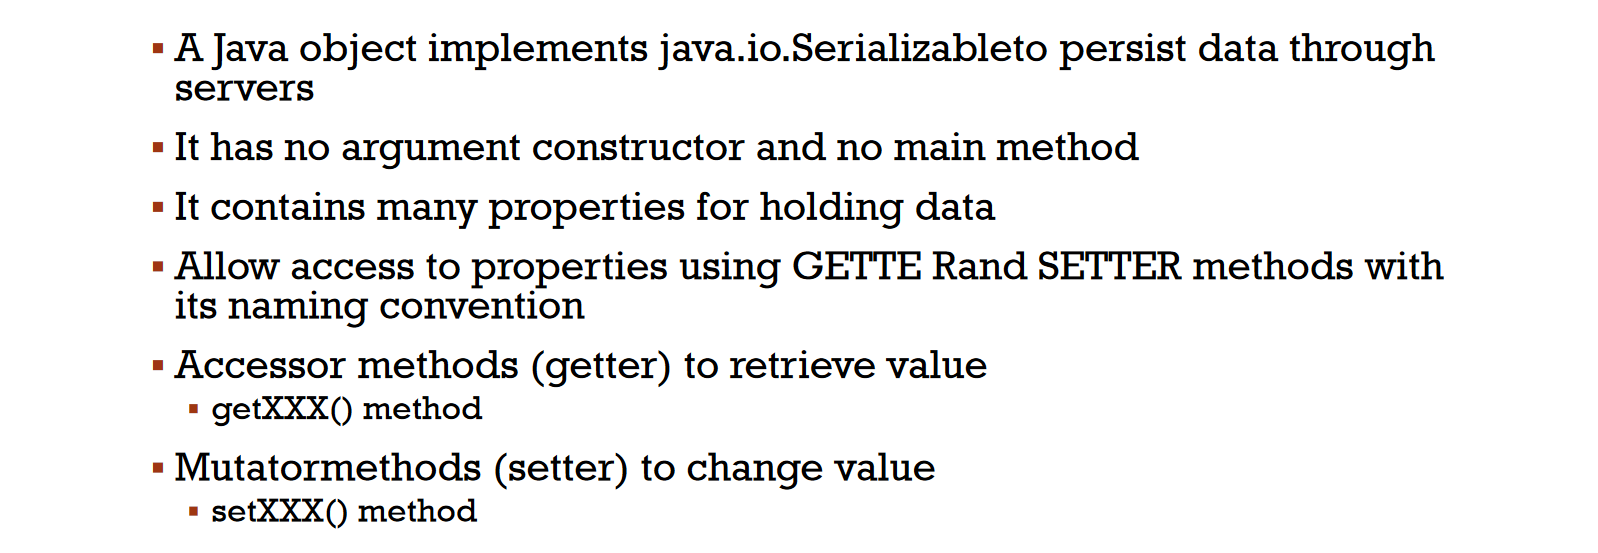 ▪ A Java object implements java.io.Serializableto persist data through
servers
▪ It has no argument constructor and no main method
▪ It contains many properties for holding data
▪ Allow access to properties using GETTE Rand SETTER methods with
its naming convention
▪ Accessor methods (getter) to retrieve value
▪ getXXX() method
▪ Mutatormethods (setter) to change value
▪ setXXX() method